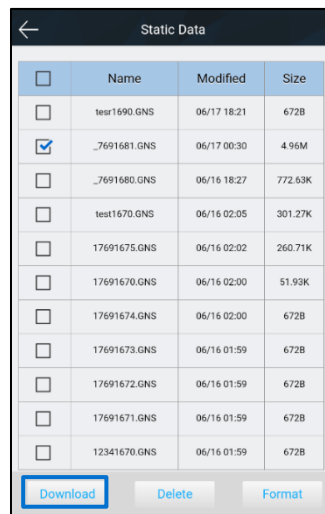 Static Data
Name Modified Size
tesr1690.GNS 06/17 18:21 672B
_7691681.GNS 06/17 00:30 4.96M
_7691680.GNS 06/16 18:27 772.63K
test1670.GNS 06/16 02:05 301.27K
17691675.GNS 06/16 02:02 260.71K
17691670.GNS 06/16 02:00 51.93K
17691674.GNS 06/16 02:00 672B
17691673.GNS 06/16 01:59 672B
17691672.GNS 06/16 01:59 672B
17691671.GNS 06/16 01:59 672B
12341670.GNS 06/16 01:59 672B
Download Delete Format